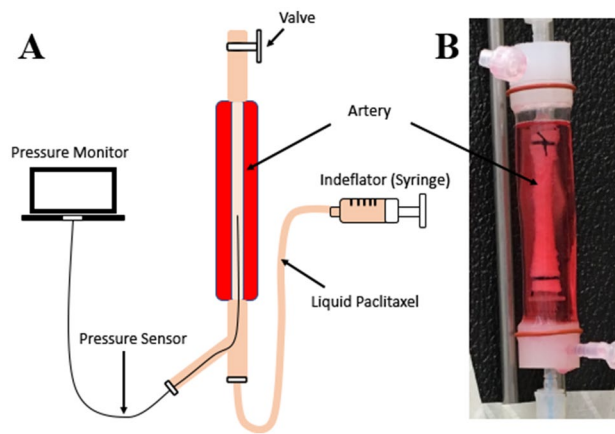 A
Valve
B
Artery
Pressure Monitor
Indeflator (Syringe)
Liquid Paclitaxel
Pressure Sensor